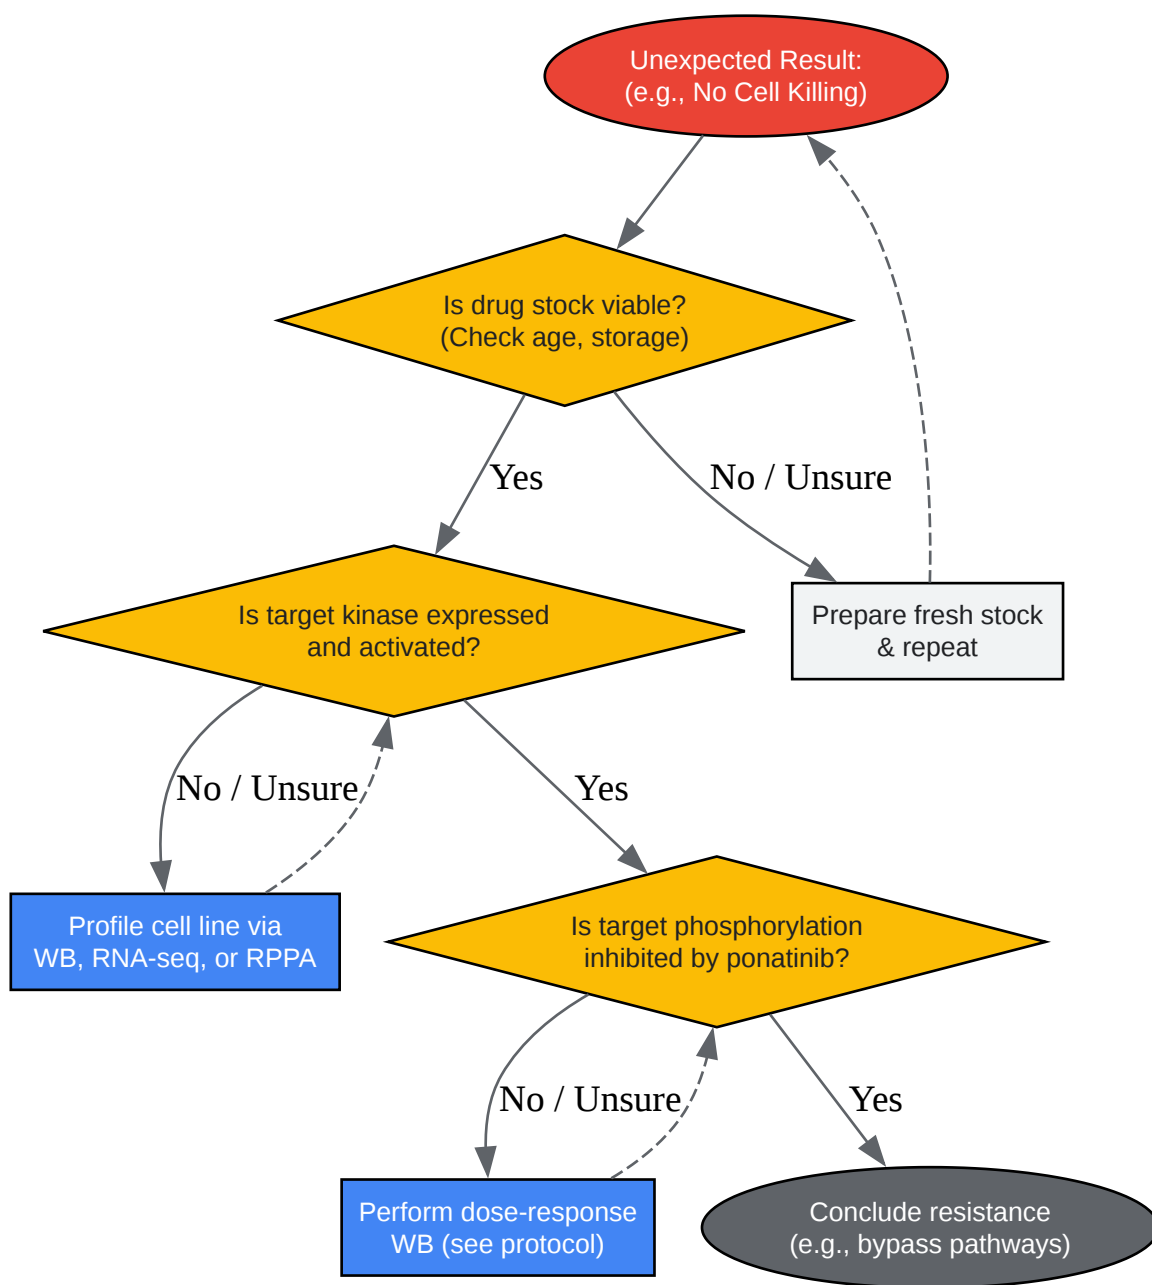 Unexpected Result:
(e.g., No Cell Killing)
Is drug stock viable?
(Check age, storage)
Yes
No / Unsure
Is target kinase expressed
and activated?
Prepare fresh stock
& repeat
No / Unsure
Yes
Profile cell line via
WB, RNA-seq, or RPPA
Is target phosphorylation
inhibited by ponatinib?
No / Unsure
Yes
Perform dose-response
WB (see protocol)
Conclude resistance
(e.g., bypass pathways)